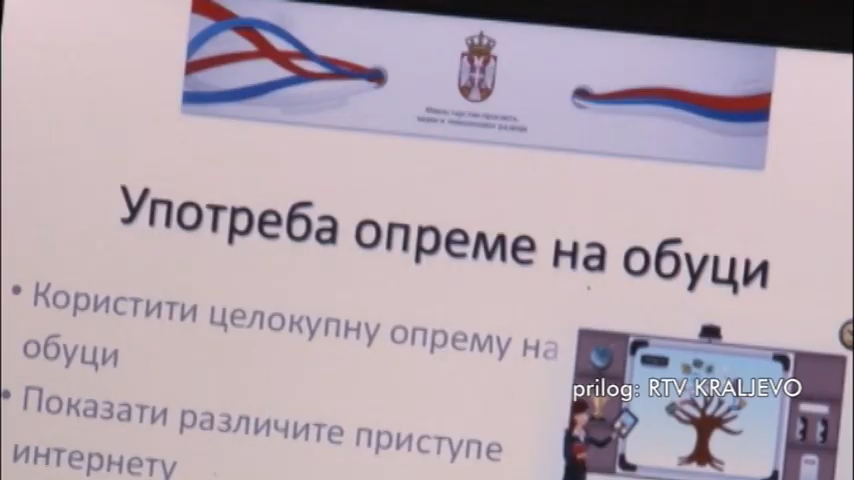 Употреба опреме на обуци
• Користити целокупну опрему на
обуци
• Показати различите приступе
интернету
prilog: RTV KRALJEVO